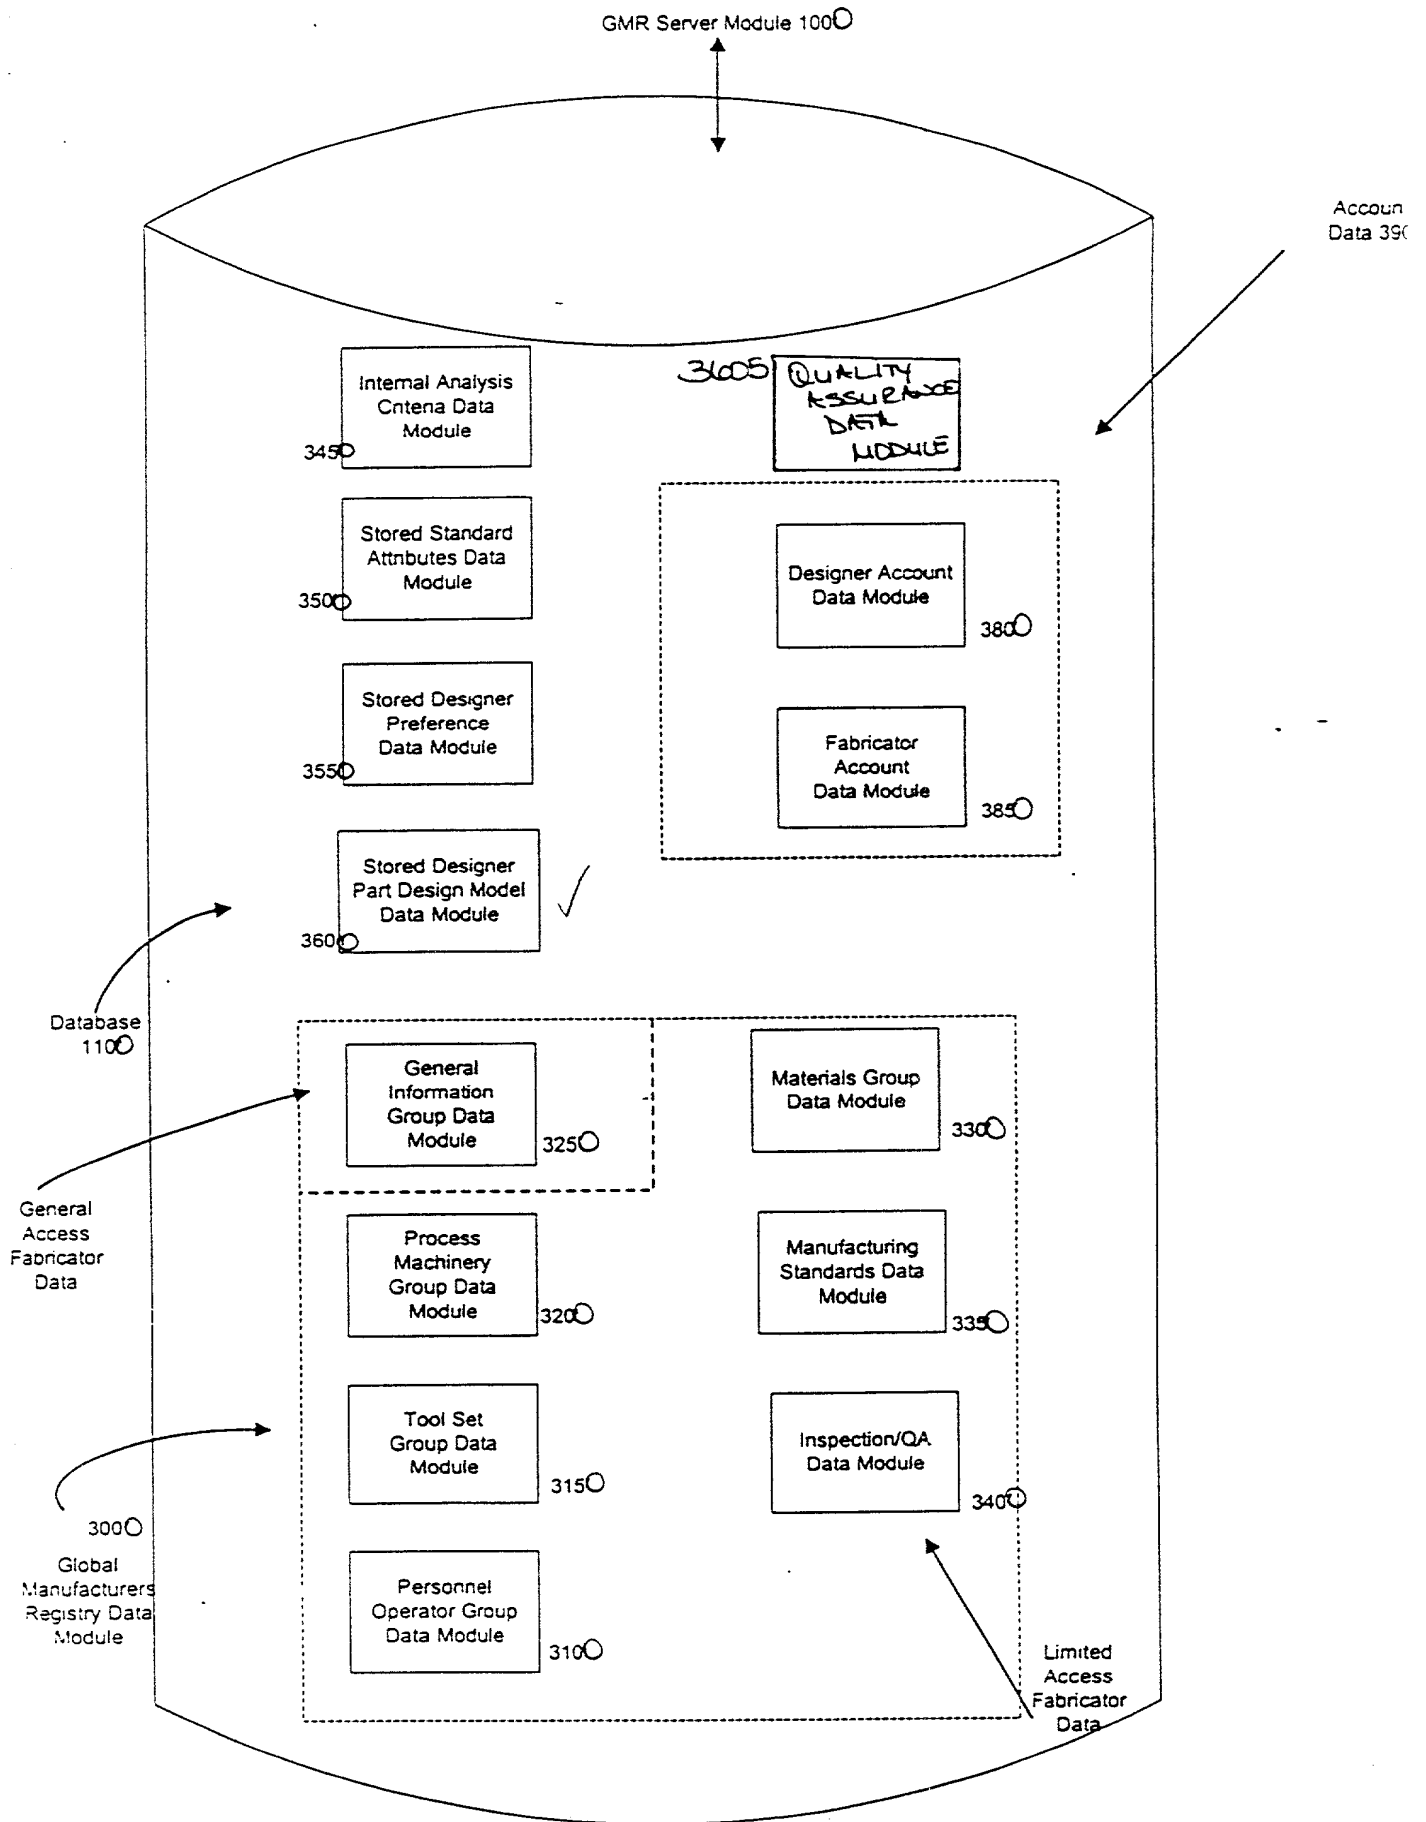 GMR Server Module 1000
Accoun
Data 390
Internal Analysis
Criteria Data
Module
3450
3605
QUALITY
ASSURANCE
DATA
MODULE
Stored Standard
Attributes Data
Module
3500
Designer Account
Data Module
3800
Stored Designer
Preference
Data Module
3550
Fabricator
Account
Data Module
3850
Stored Designer
Part Design Model
Data Module
3600
Database
1100
General
Information
Group Data
Module
3250
Materials Group
Data Module
3300
General
Access
Fabricator
Data
Process
Machinery
Group Data
Module
3200
Manufacturing
Standards Data
Module
3350
Tool Set
Group Data
Module
3150
Inspection/QA
Data Module
3400
3000
Global
Manufacturers
Registry Data
Module
Personnel
Operator Group
Data Module
3100
Limited
Access
Fabricator
Data